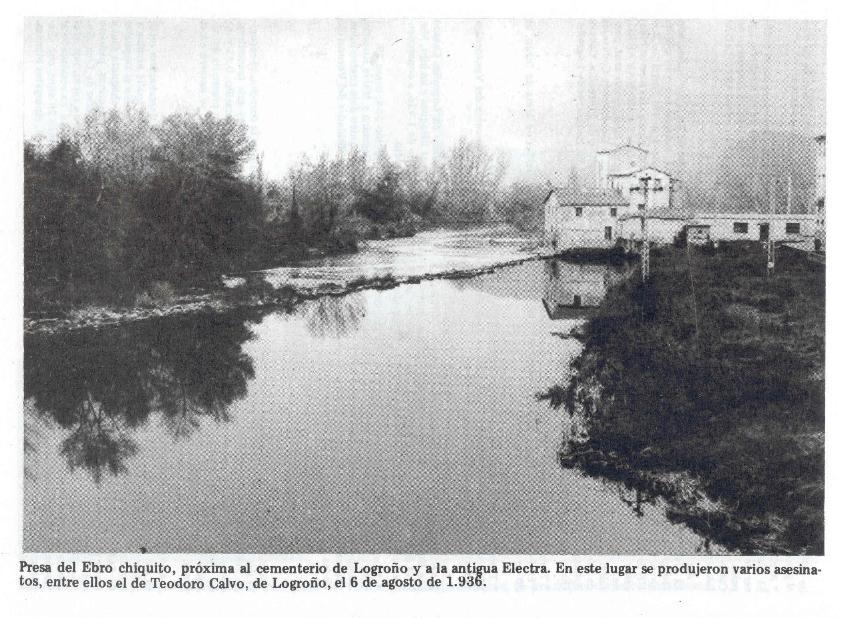 Presa del Ebro chiquito, próxima al cementerio de Logroño y a la antigua Electra. En este lugar se produjeron varios asesina-
tos, entre ellos el de Teodoro Calvo, de Logroño, el 6 de agosto de 1.936.